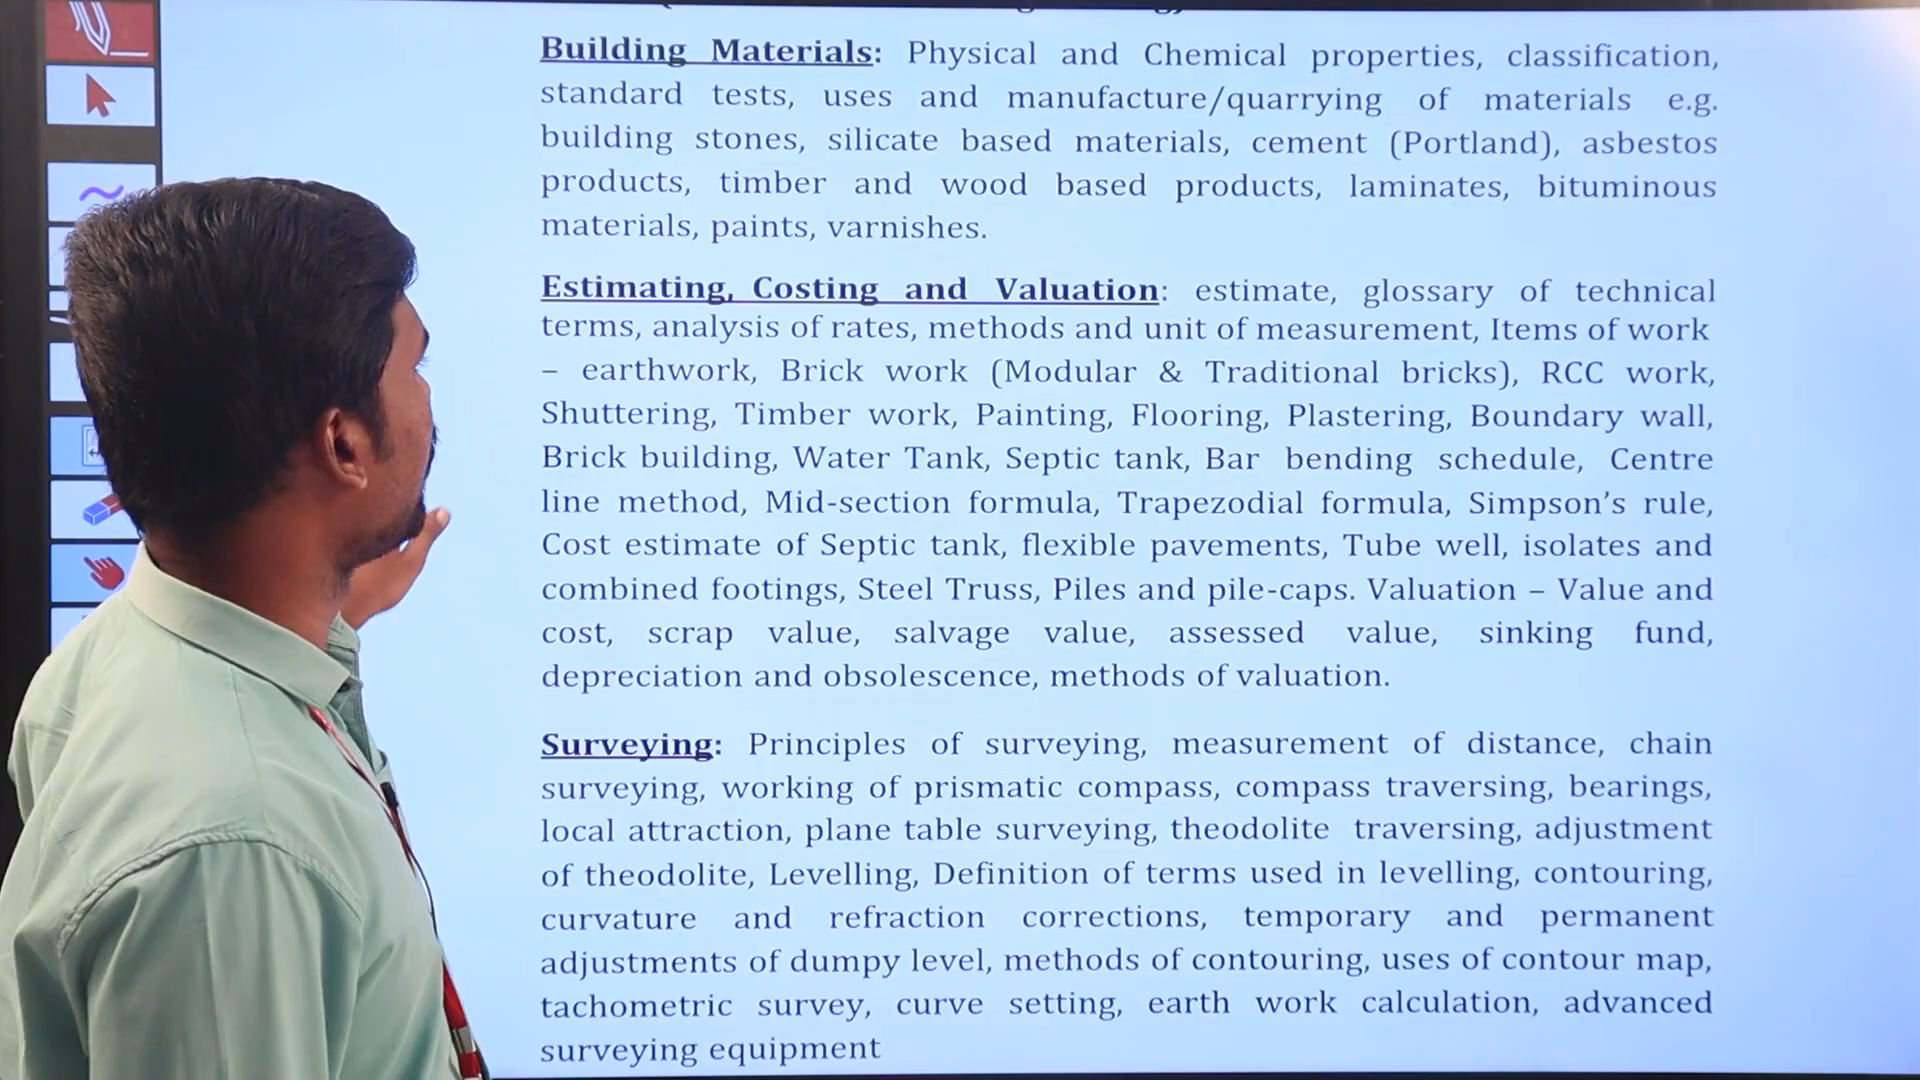 Building Materials: Physical and Chemical properties, classification,
standard tests, uses and manufacture/quarrying of materials e.g.
building stones, silicate based materials, cement (Portland), asbestos
products, timber and wood based products, laminates, bituminous
materials, paints, varnishes.
Estimating, Costing and Valuation: estimate, glossary of technical
terms, analysis of rates, methods and unit of measurement, Items of work
– earthwork, Brick work (Modular & Traditional bricks), RCC work,
Shuttering, Timber work, Painting, Flooring, Plastering, Boundary wall,
Brick building, Water Tank, Septic tank, Bar bending schedule, Centre
line method, Mid-section formula, Trapezodial formula, Simpson’s rule,
Cost estimate of Septic tank, flexible pavements, Tube well, isolates and
combined footings, Steel Truss, Piles and pile-caps. Valuation – Value and
cost, scrap value, salvage value, assessed value, sinking fund,
depreciation and obsolescence, methods of valuation.
Surveying: Principles of surveying, measurement of distance, chain
surveying, working of prismatic compass, compass traversing, bearings,
local attraction, plane table surveying, theodolite traversing, adjustment
of theodolite, Levelling, Definition of terms used in levelling, contouring,
curvature and refraction corrections, temporary and permanent
adjustments of dumpy level, methods of contouring, uses of contour map,
tachometric survey, curve setting, earth work calculation, advanced
surveying equipment